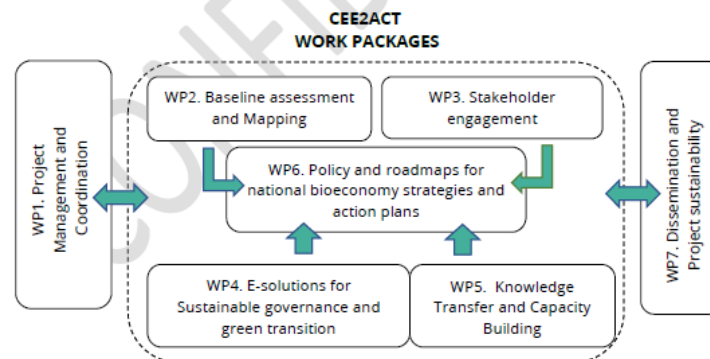 CEE2ACT
WORK PACKAGES
WP1. Project
Management and
Coordination
WP2. Baseline assessment
and Mapping
WP3. Stakeholder
engagement
WP6. Policy and roadmaps for
national bioeconomy strategies and
action plans
WP4. E-solutions for
Sustainable governance and
green transition
WP5. Knowledge
Transfer and Capacity
Building
WP7. Dissemination and
Project sustainability